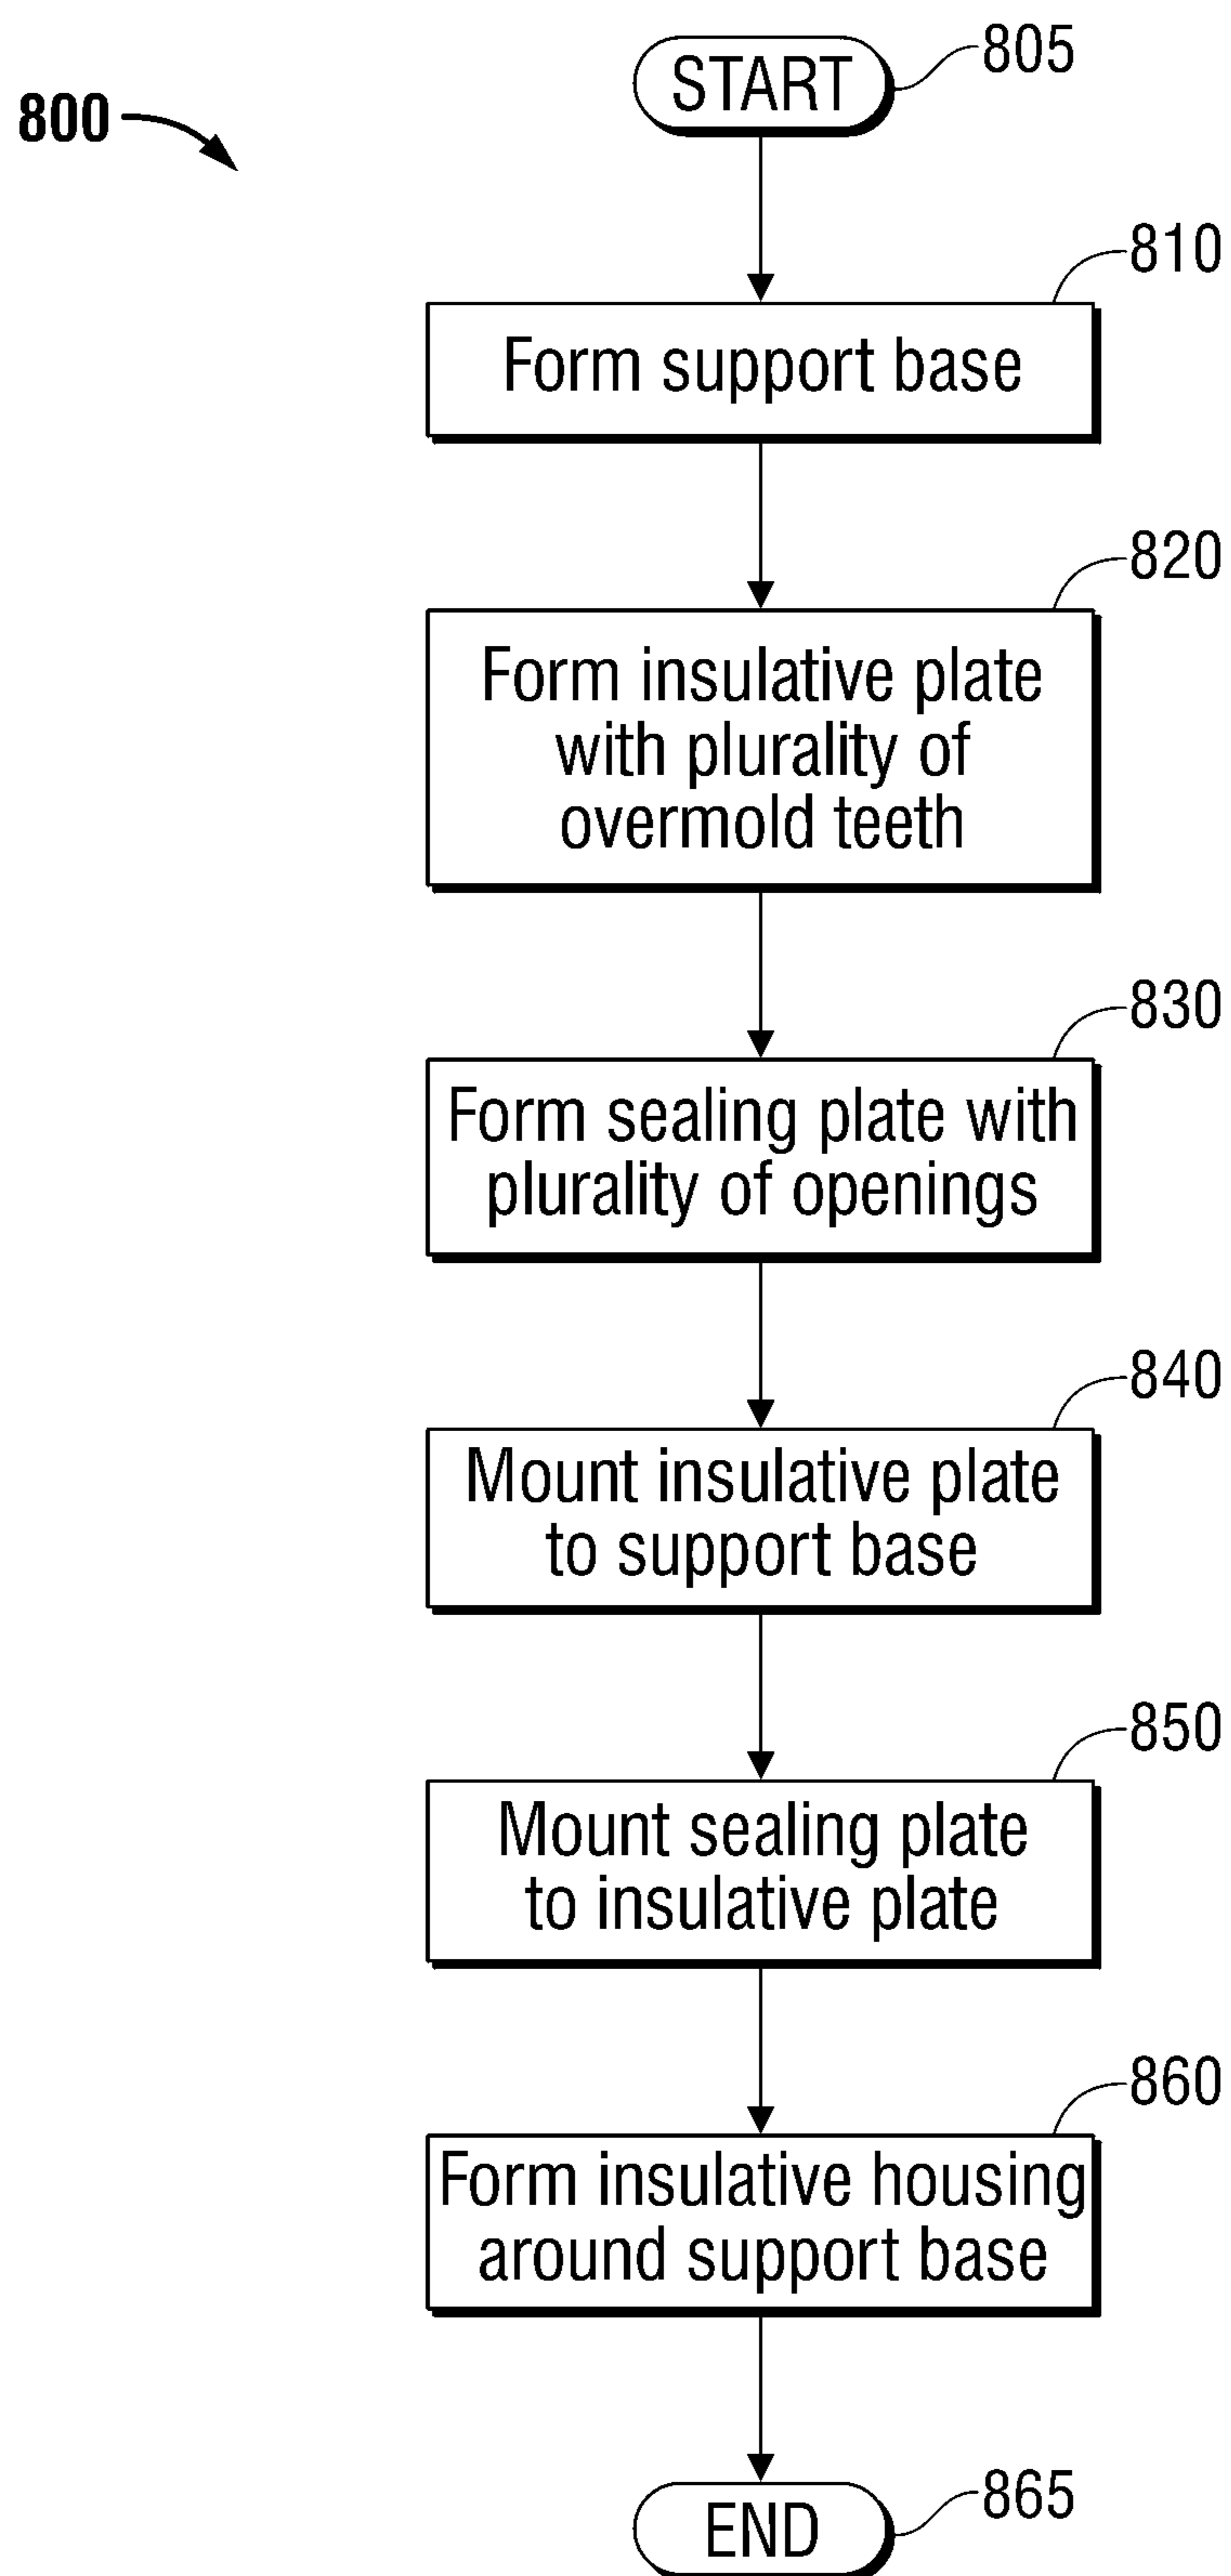 800
START
805
810
Form support base
820
Form insulative plate
with plurality of
overmold teeth
830
Form sealing plate with
plurality of openings
840
Mount insulative plate
to support base
850
Mount sealing plate
to insulative plate
860
Form insulative housing
around support base
END
865